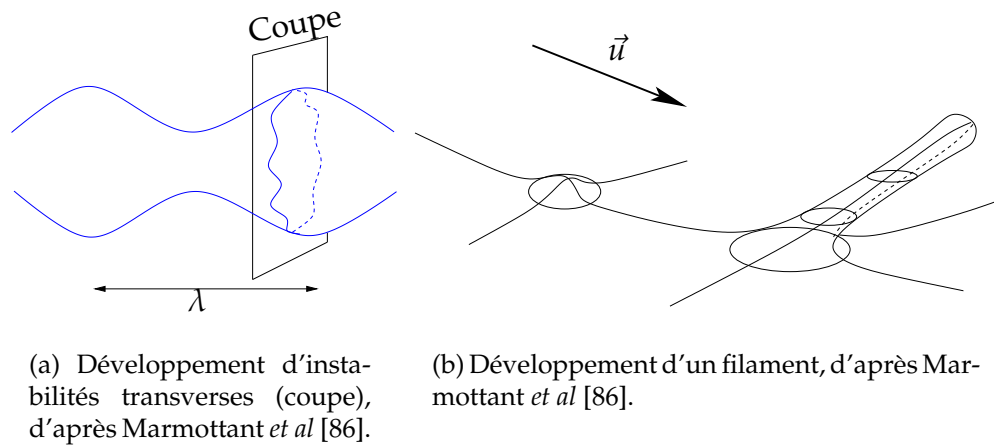 Coupe
λ
u⃗
(a) Développement d'insta-
bilités transverses (coupe),
d'après Marmottant et al [86].
(b) Développement d'un filament, d'après Mar-
mottant et al [86].